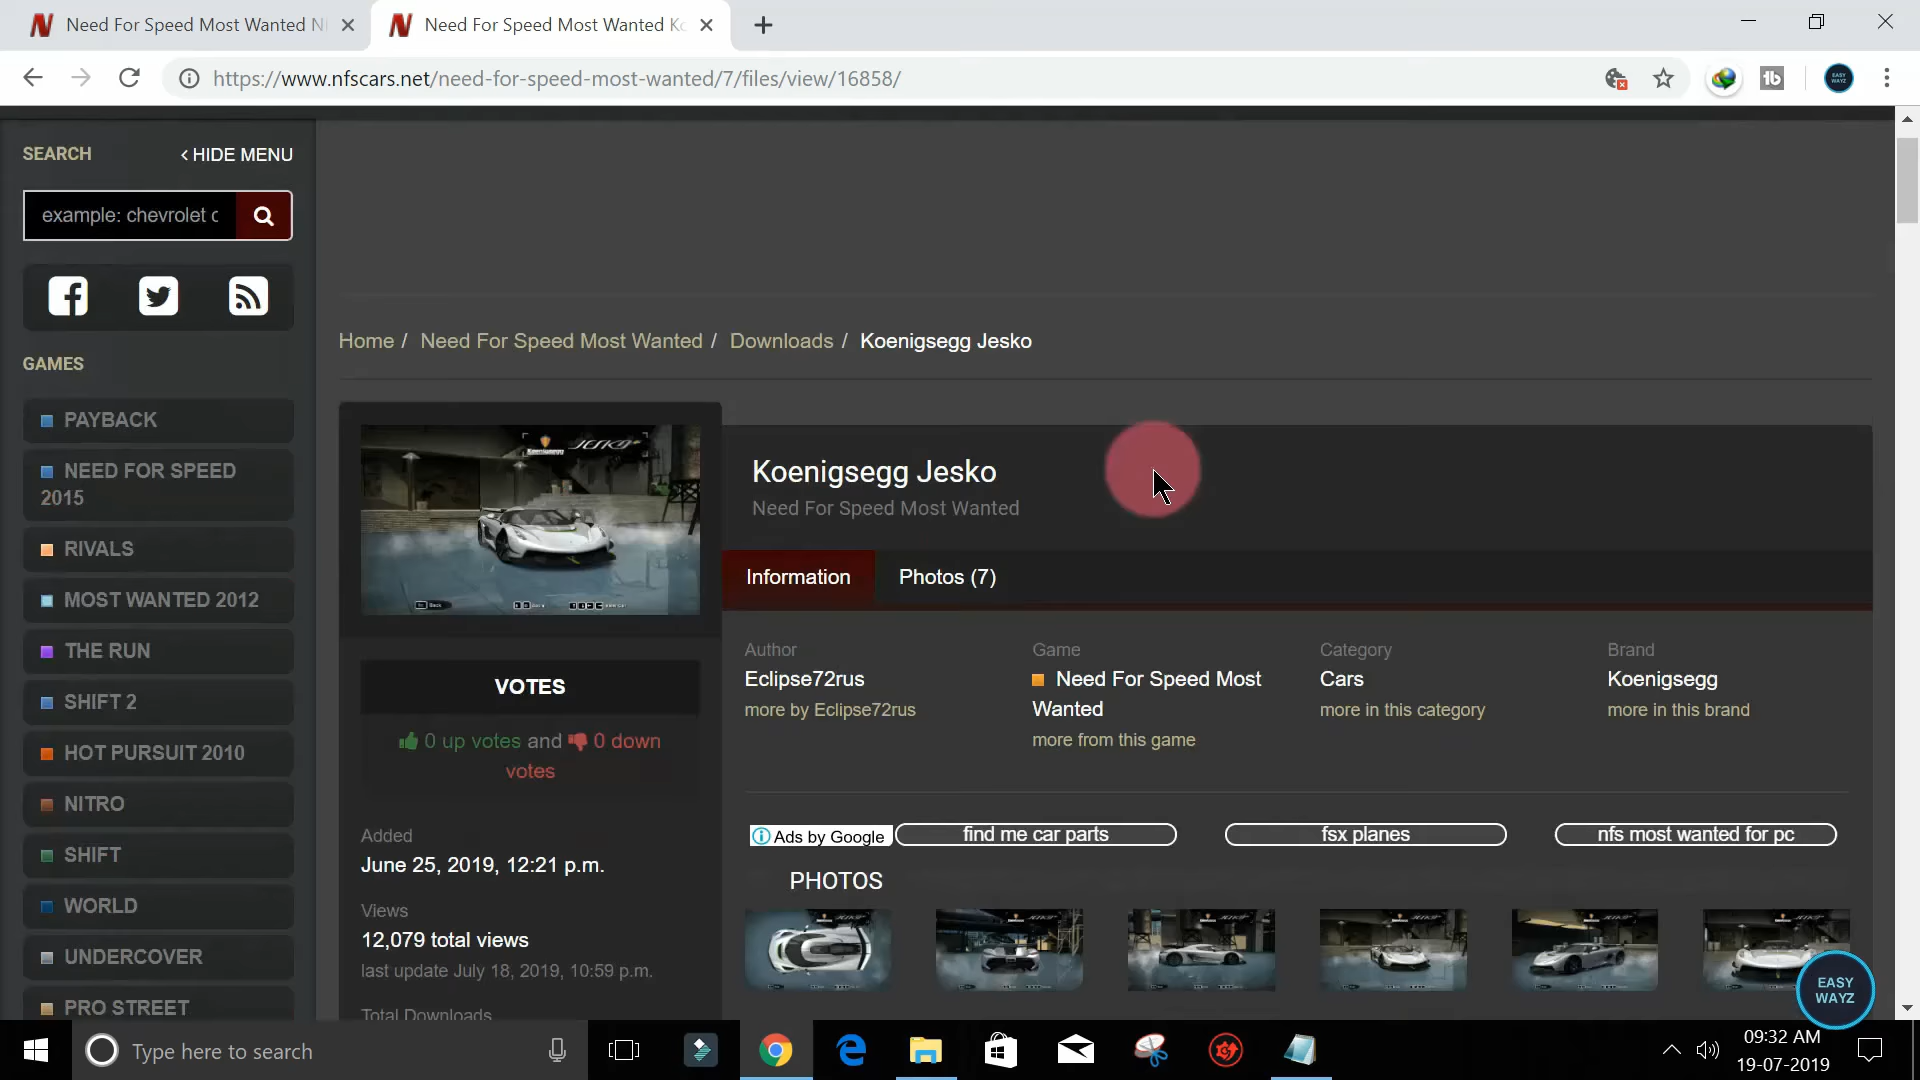 Need For Speed Most Wanted N
Need For Speed Most Wanted Ko
https://www.nfscars.net/need-for-speed-most-wanted/7/files/view/16858/
SEARCH
< HIDE MENU
example: chevrolet c
GAMES
PAYBACK
NEED FOR SPEED
2015
RIVALS
MOST WANTED 2012
THE RUN
SHIFT 2
HOT PURSUIT 2010
NITRO
SHIFT
WORLD
UNDERCOVER
PRO STREET
Home / Need For Speed Most Wanted / Downloads / Koenigsegg Jesko
Koenigsegg Jesko
Need For Speed Most Wanted
Information
Photos (7)
VOTES
0 up votes and 0 down
votes
Added
June 25, 2019, 12:21 p.m.
Views
12,079 total views
last update July 18, 2019, 10:59 p.m.
Total Downloads
Author
Eclipse72rus
more by Eclipse72rus
Game
Need For Speed Most
Wanted
more from this game
Category
Cars
more in this category
Brand
Koenigsegg
more in this brand
Ads by Google
find me car parts
fsx planes
nfs most wanted for pc
PHOTOS
EASY
WAYZ
Type here to search
09:32 AM
19-07-2019